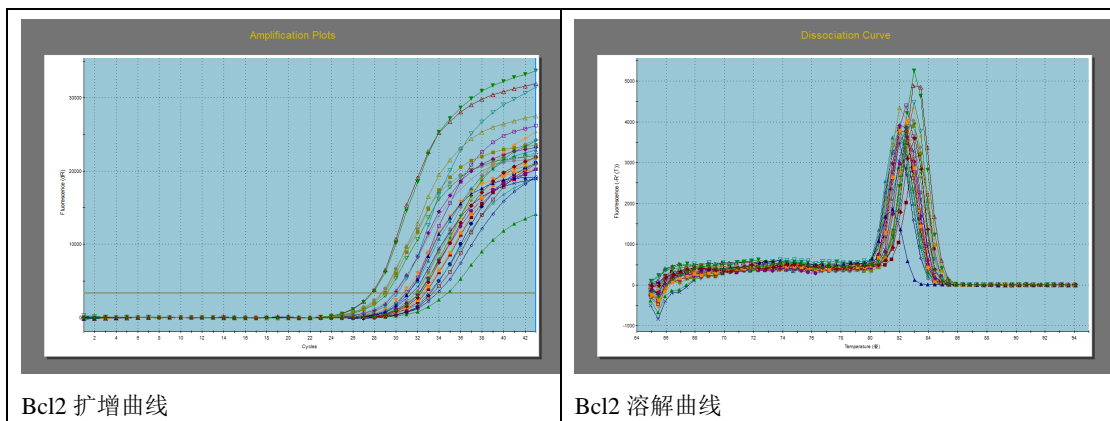 Amplification Plots
Fluorescence (dR)
30000
20000
10000
0
2 4 6 8 10 12 14 16 18 20 22 24 26 28 30 32 34 36 38 40 42
Cycles
Bcl2 扩增曲线
Dissociation Curve
Fluorescence (-R'(T))
5000
4000
3000
2000
1000
0
-1000
64 66 68 70 72 74 76 78 80 82 84 86 88 90 92 94
Bcl2 溶解曲线